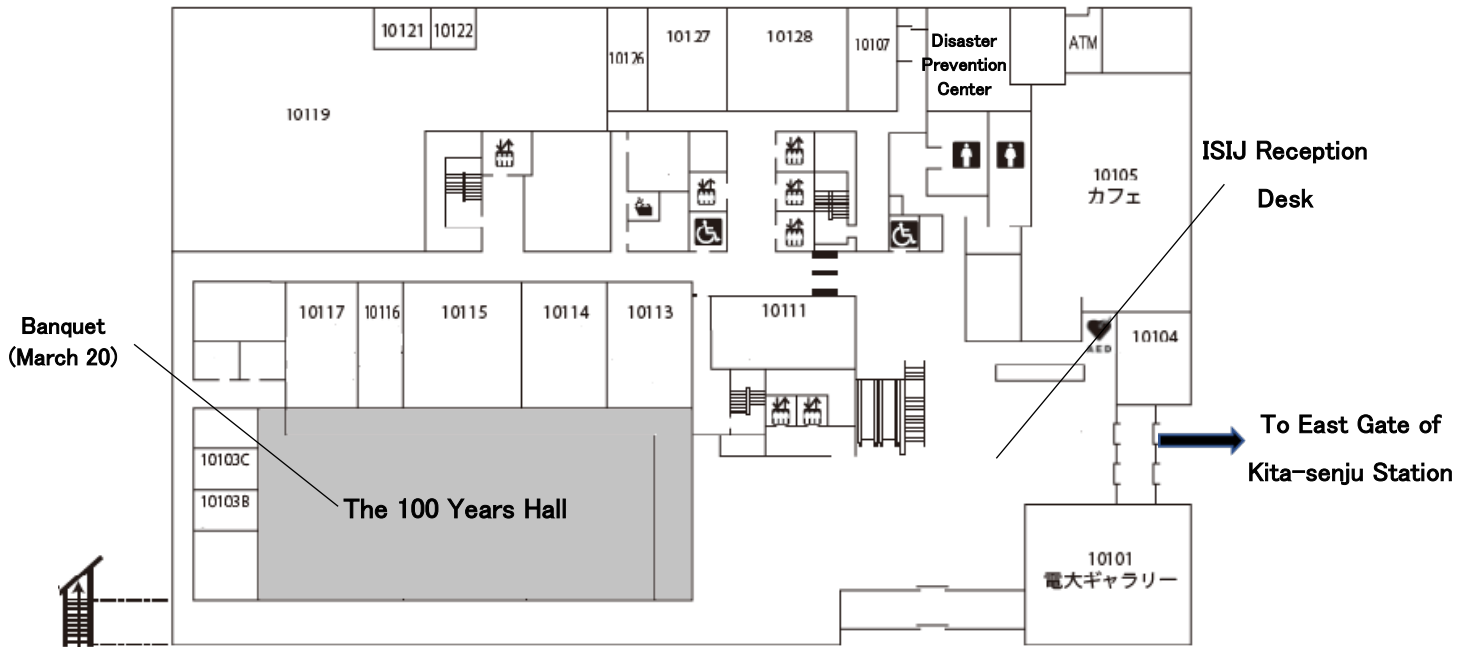 10121
10122
10126
10127
10128
10107
Disaster
Prevention
Center
ATM
10119
ISIJ Reception
Desk
10105
カフェ
Banquet
(March 20)
10117
10116
10115
10114
10113
10111
AED
10104
To East Gate of
Kita-senju Station
10103C
10103B
The 100 Years Hall
10101
電大ギャラリー